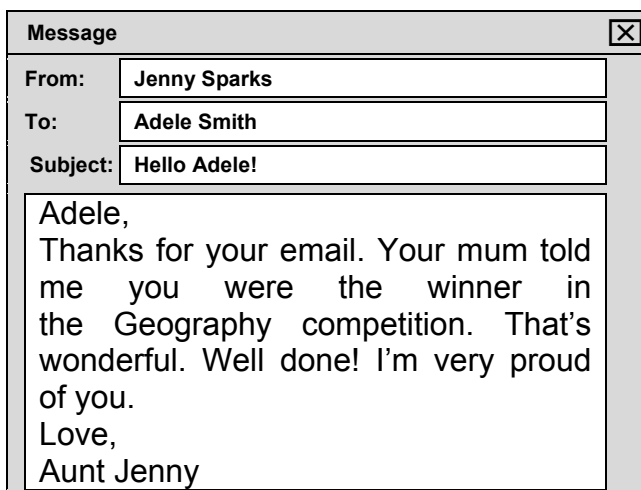 Message
From: Jenny Sparks
To: Adele Smith
Subject: Hello Adele!
Adele,
Thanks for your email. Your mum told
me you were the winner in
the Geography competition. That’s
wonderful. Well done! I’m very proud
of you.
Love,
Aunt Jenny